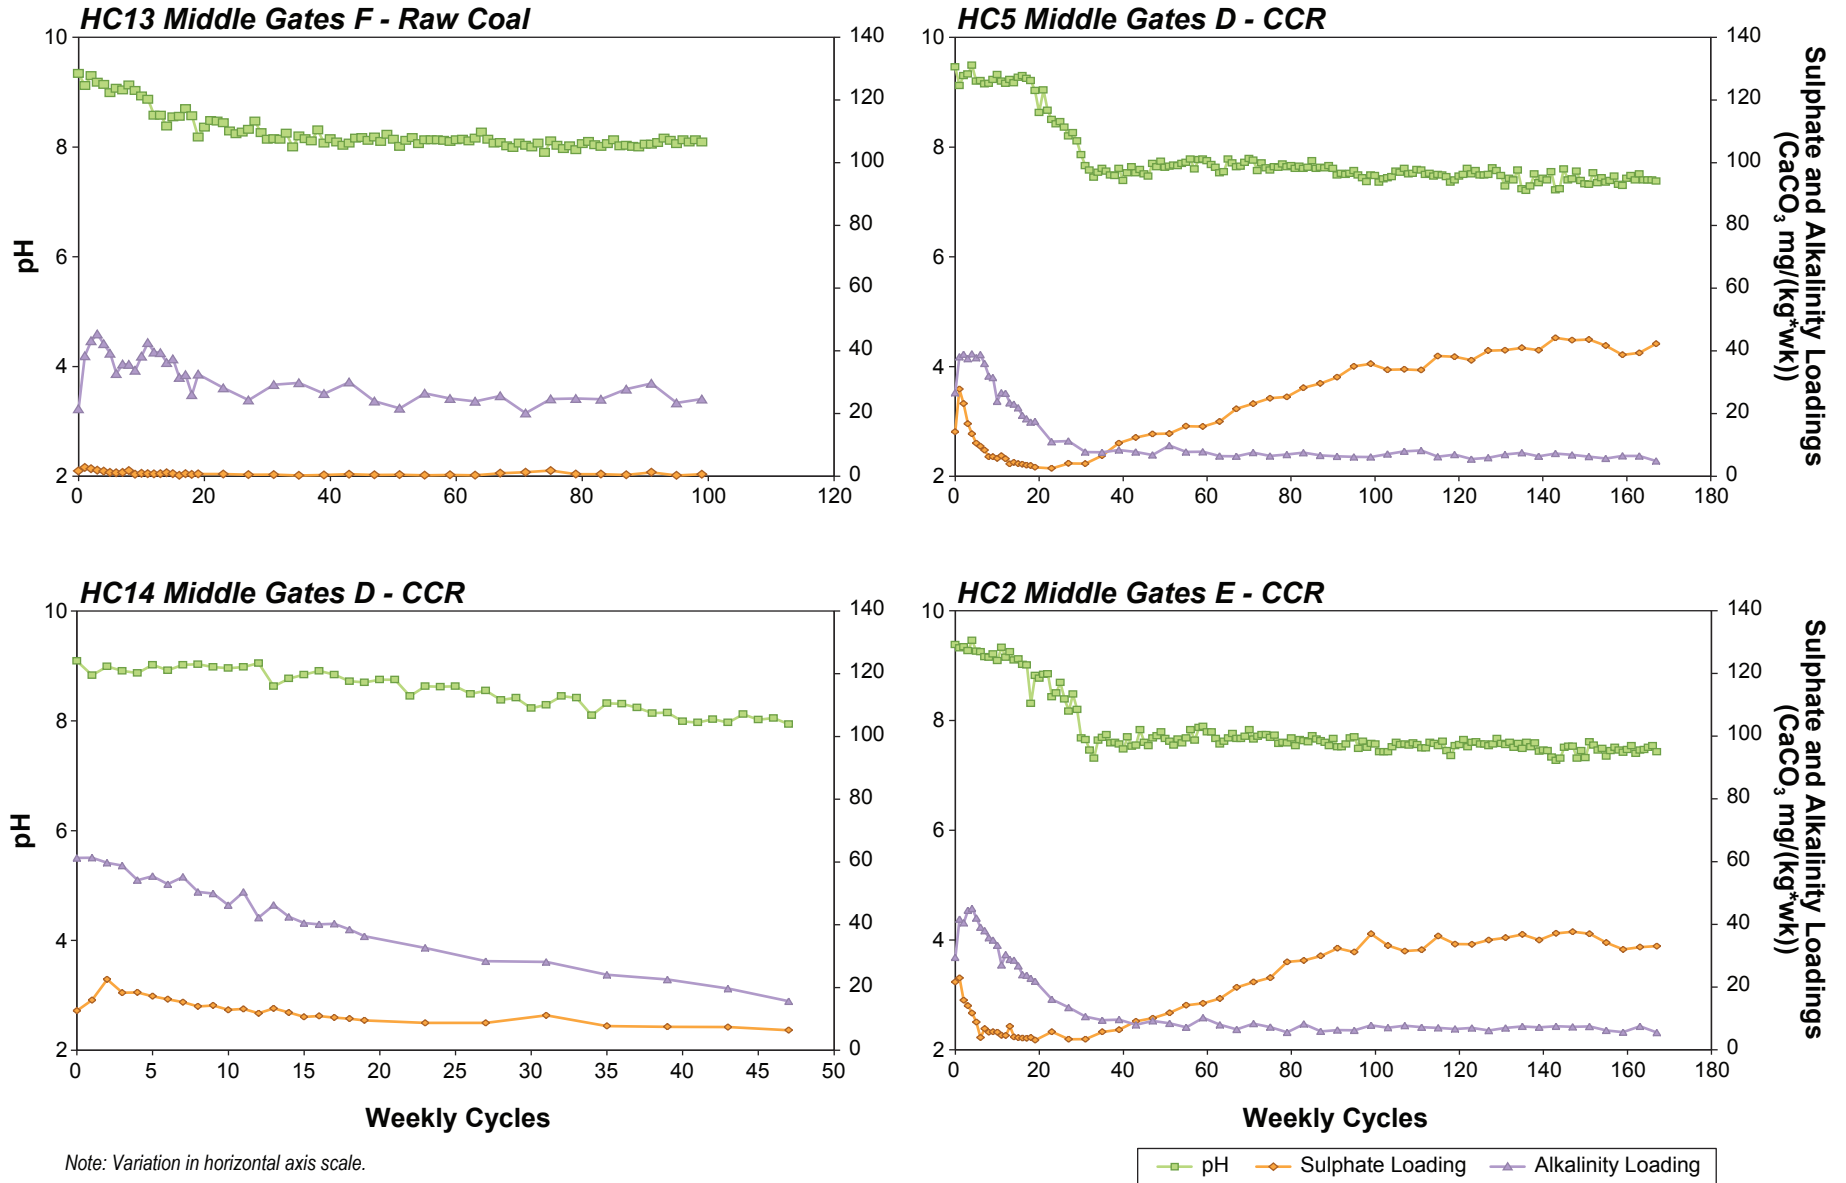 HC13 Middle Gates F - Raw Coal
10
8
6
4
2
pH
140
120
100
80
60
40
20
0
0 20 40 60 80 100 120
HC5 Middle Gates D - CCR
10
8
6
4
2
140
120
100
80
60
40
20
0
0 20 40 60 80 100 120 140 160 180
Sulphate and Alkalinity Loadings
(CaCO₃ mg/(kg*wk))
HC14 Middle Gates D - CCR
10
8
6
4
2
pH
140
120
100
80
60
40
20
0
0 5 10 15 20 25 30 35 40 45 50
Weekly Cycles
HC2 Middle Gates E - CCR
10
8
6
4
2
140
120
100
80
60
40
20
0
0 20 40 60 80 100 120 140 160 180
Weekly Cycles
Sulphate and Alkalinity Loadings
(CaCO₃ mg/(kg*wk))
Note: Variation in horizontal axis scale.
pH Sulphate Loading Alkalinity Loading